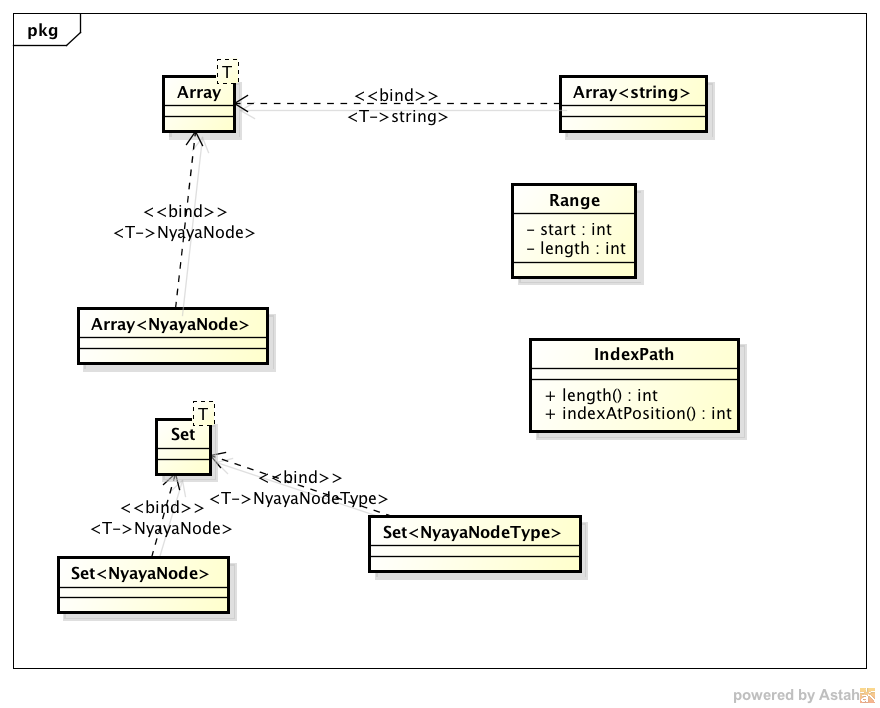 pkg
T
Array
Array<string>
<<bind>>
<T->string>
Range
- start : int
- length : int
<<bind>>
<T->NyayaNode>
Array<NyayaNode>
IndexPath
+ length() : int
+ indexAtPosition() : int
T
Set
<<bind>>
<T->NyayaNodeType>
<<bind>>
<T->NyayaNode>
Set<NyayaNodeType>
Set<NyayaNode>
powered by Astah